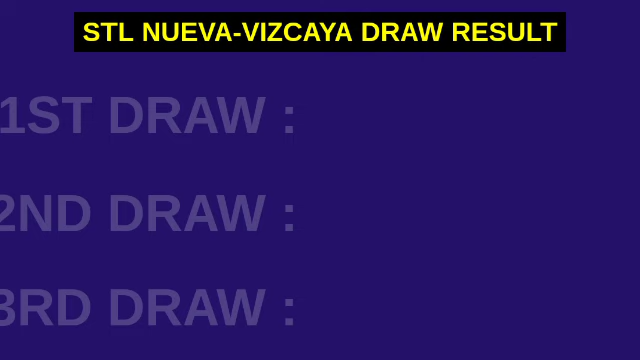 STL NUEVA-VIZCAYA DRAW RESULT
1ST DRAW :
2ND DRAW :
3RD DRAW :